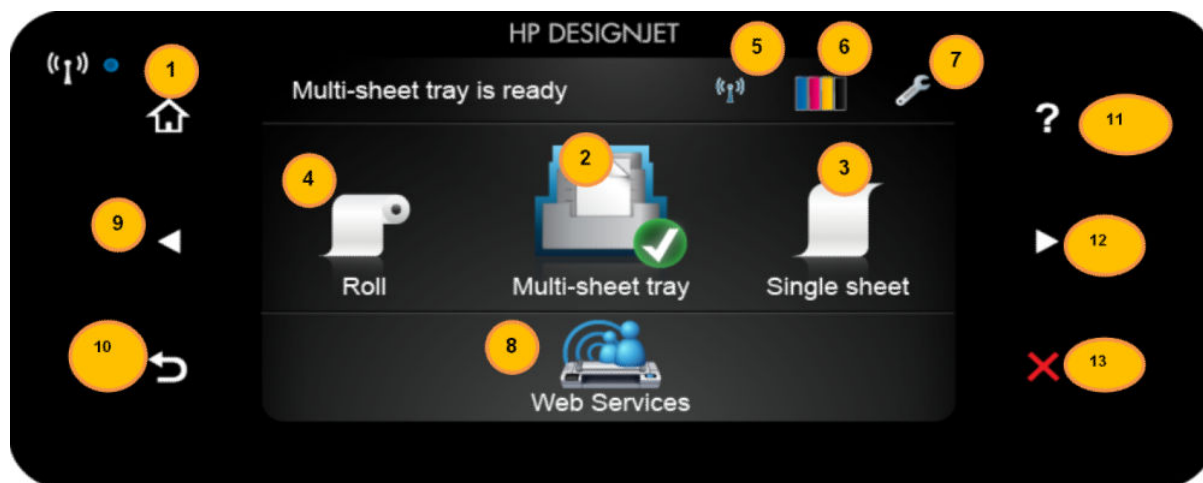 HP DESIGNJET
5
6
7
1
Multi-sheet tray is ready
?
11
2
3
4
9
12
Roll
Multi-sheet tray
Single sheet
10
8
13
Web Services